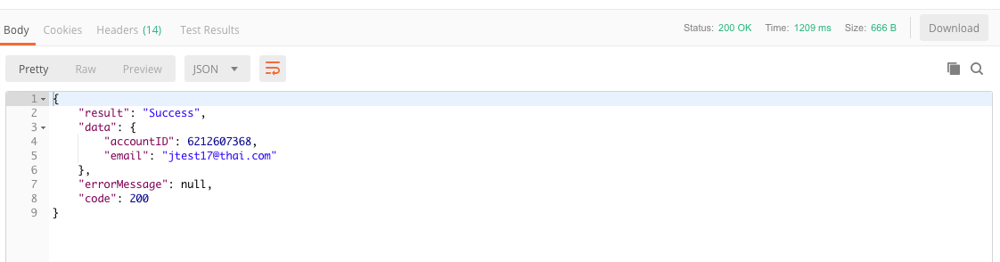 Body Cookies Headers (14) Test Results Status: 200 OK Time: 1209 ms Size: 666 B Download
Pretty Raw Preview JSON
1 {
2 "result": "Success",
3 "data": {
4 "accountID": 6212607368,
5 "email": "jtest17@thai.com"
6 },
7 "errorMessage": null,
8 "code": 200
9 }